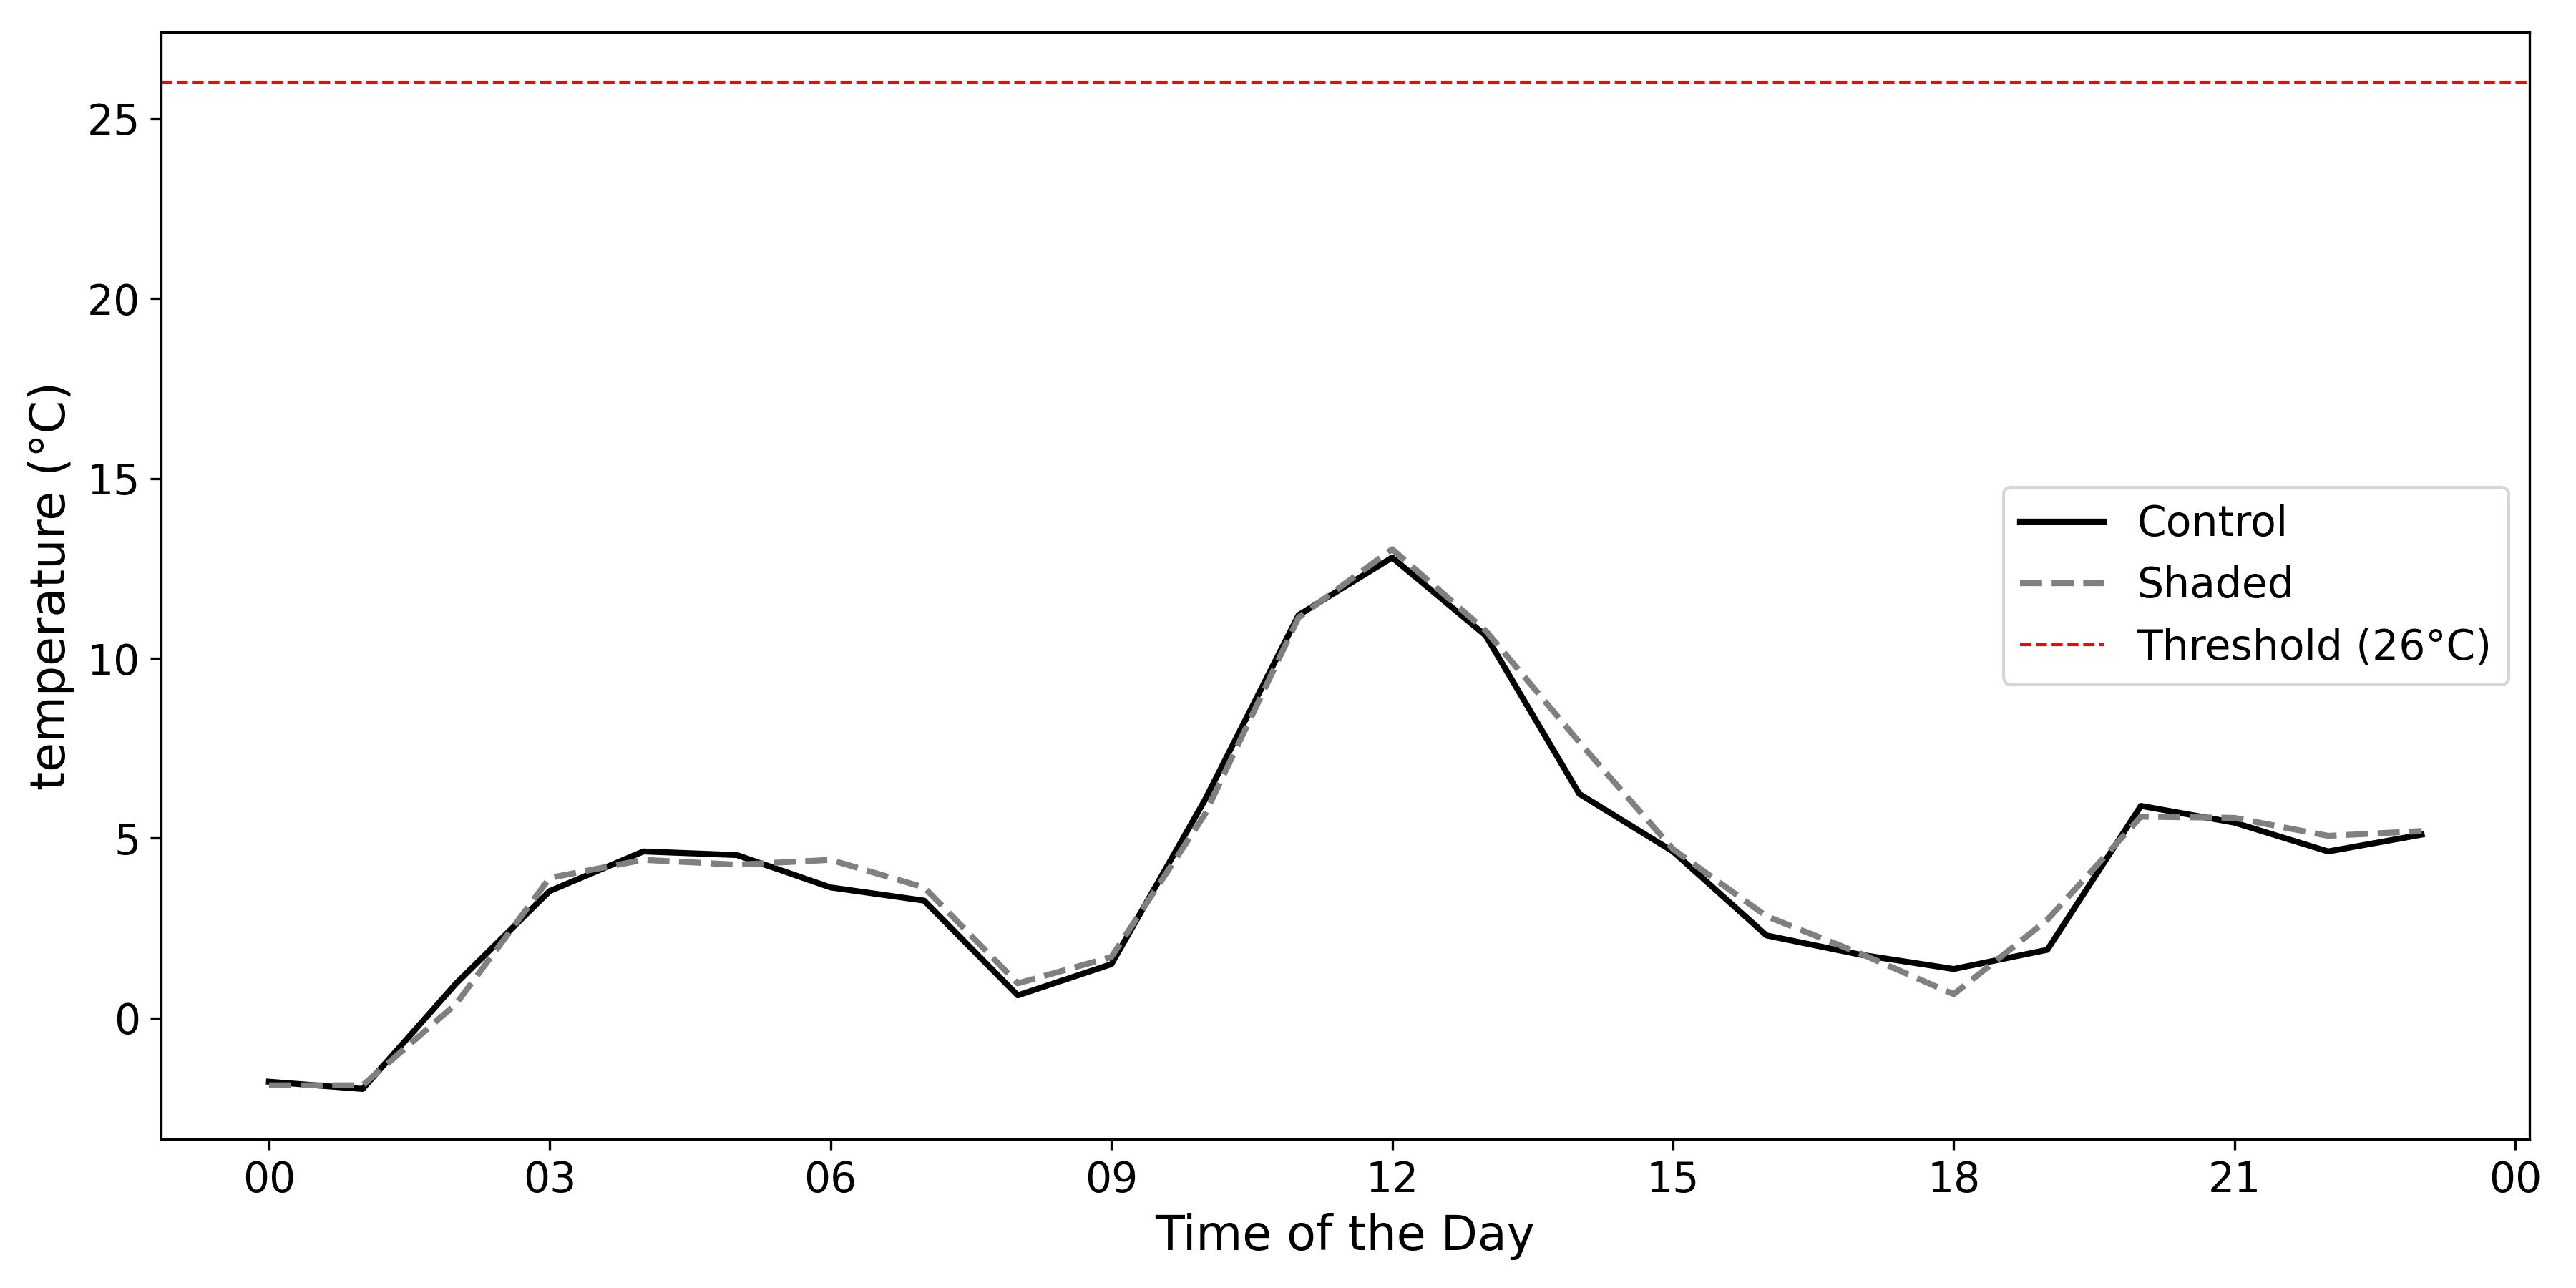 25
20
15
10
5
0
temperature (°C)
Control
Shaded
Threshold (26°C)
00 03 06 09 12 15 18 21 00
Time of the Day